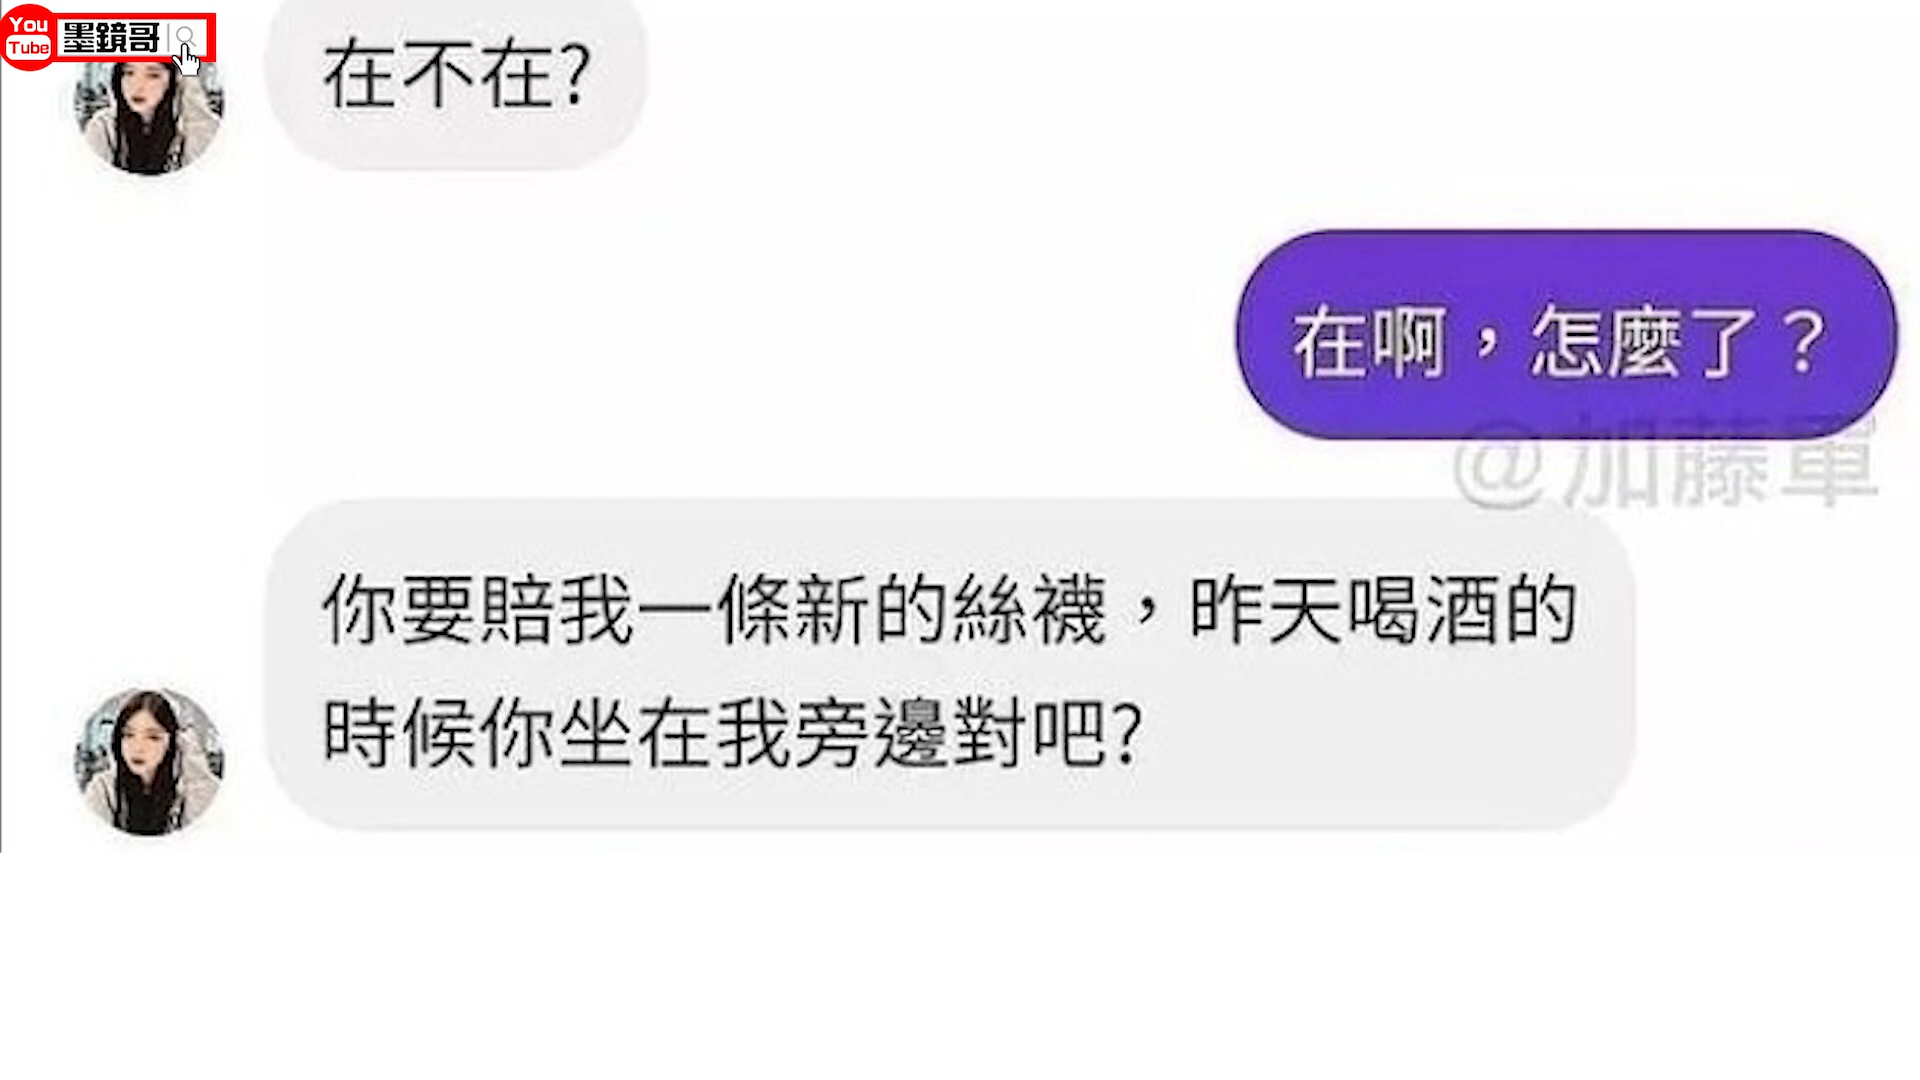 You
Tube
墨鏡哥
在不在?
在啊，怎麼了？
@加藤軍
你要賠我一條新的絲襪，昨天喝酒的
時候你坐在我旁邊對吧?